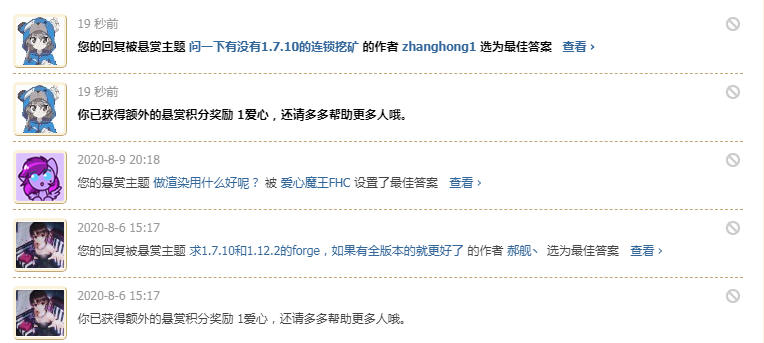 19 秒前
您的回复被悬赏主题 问一下有没有1.7.10的连锁挖矿 的作者 zhanghong1 选为最佳答案 查看 ›
19 秒前
你已获得额外的悬赏积分奖励 1爱心，还请多多帮助更多人哦。
2020-8-9 20:18
您的悬赏主题 做渲染用什么好呢？ 被 爱心魔王FHC 设置了最佳答案 查看 ›
2020-8-6 15:17
您的回复被悬赏主题 求1.7.10和1.12.2的forge，如果有全版本的就更好了 的作者 郝舰丶 选为最佳答案 查看 ›
2020-8-6 15:17
你已获得额外的悬赏积分奖励 1爱心，还请多多帮助更多人哦。